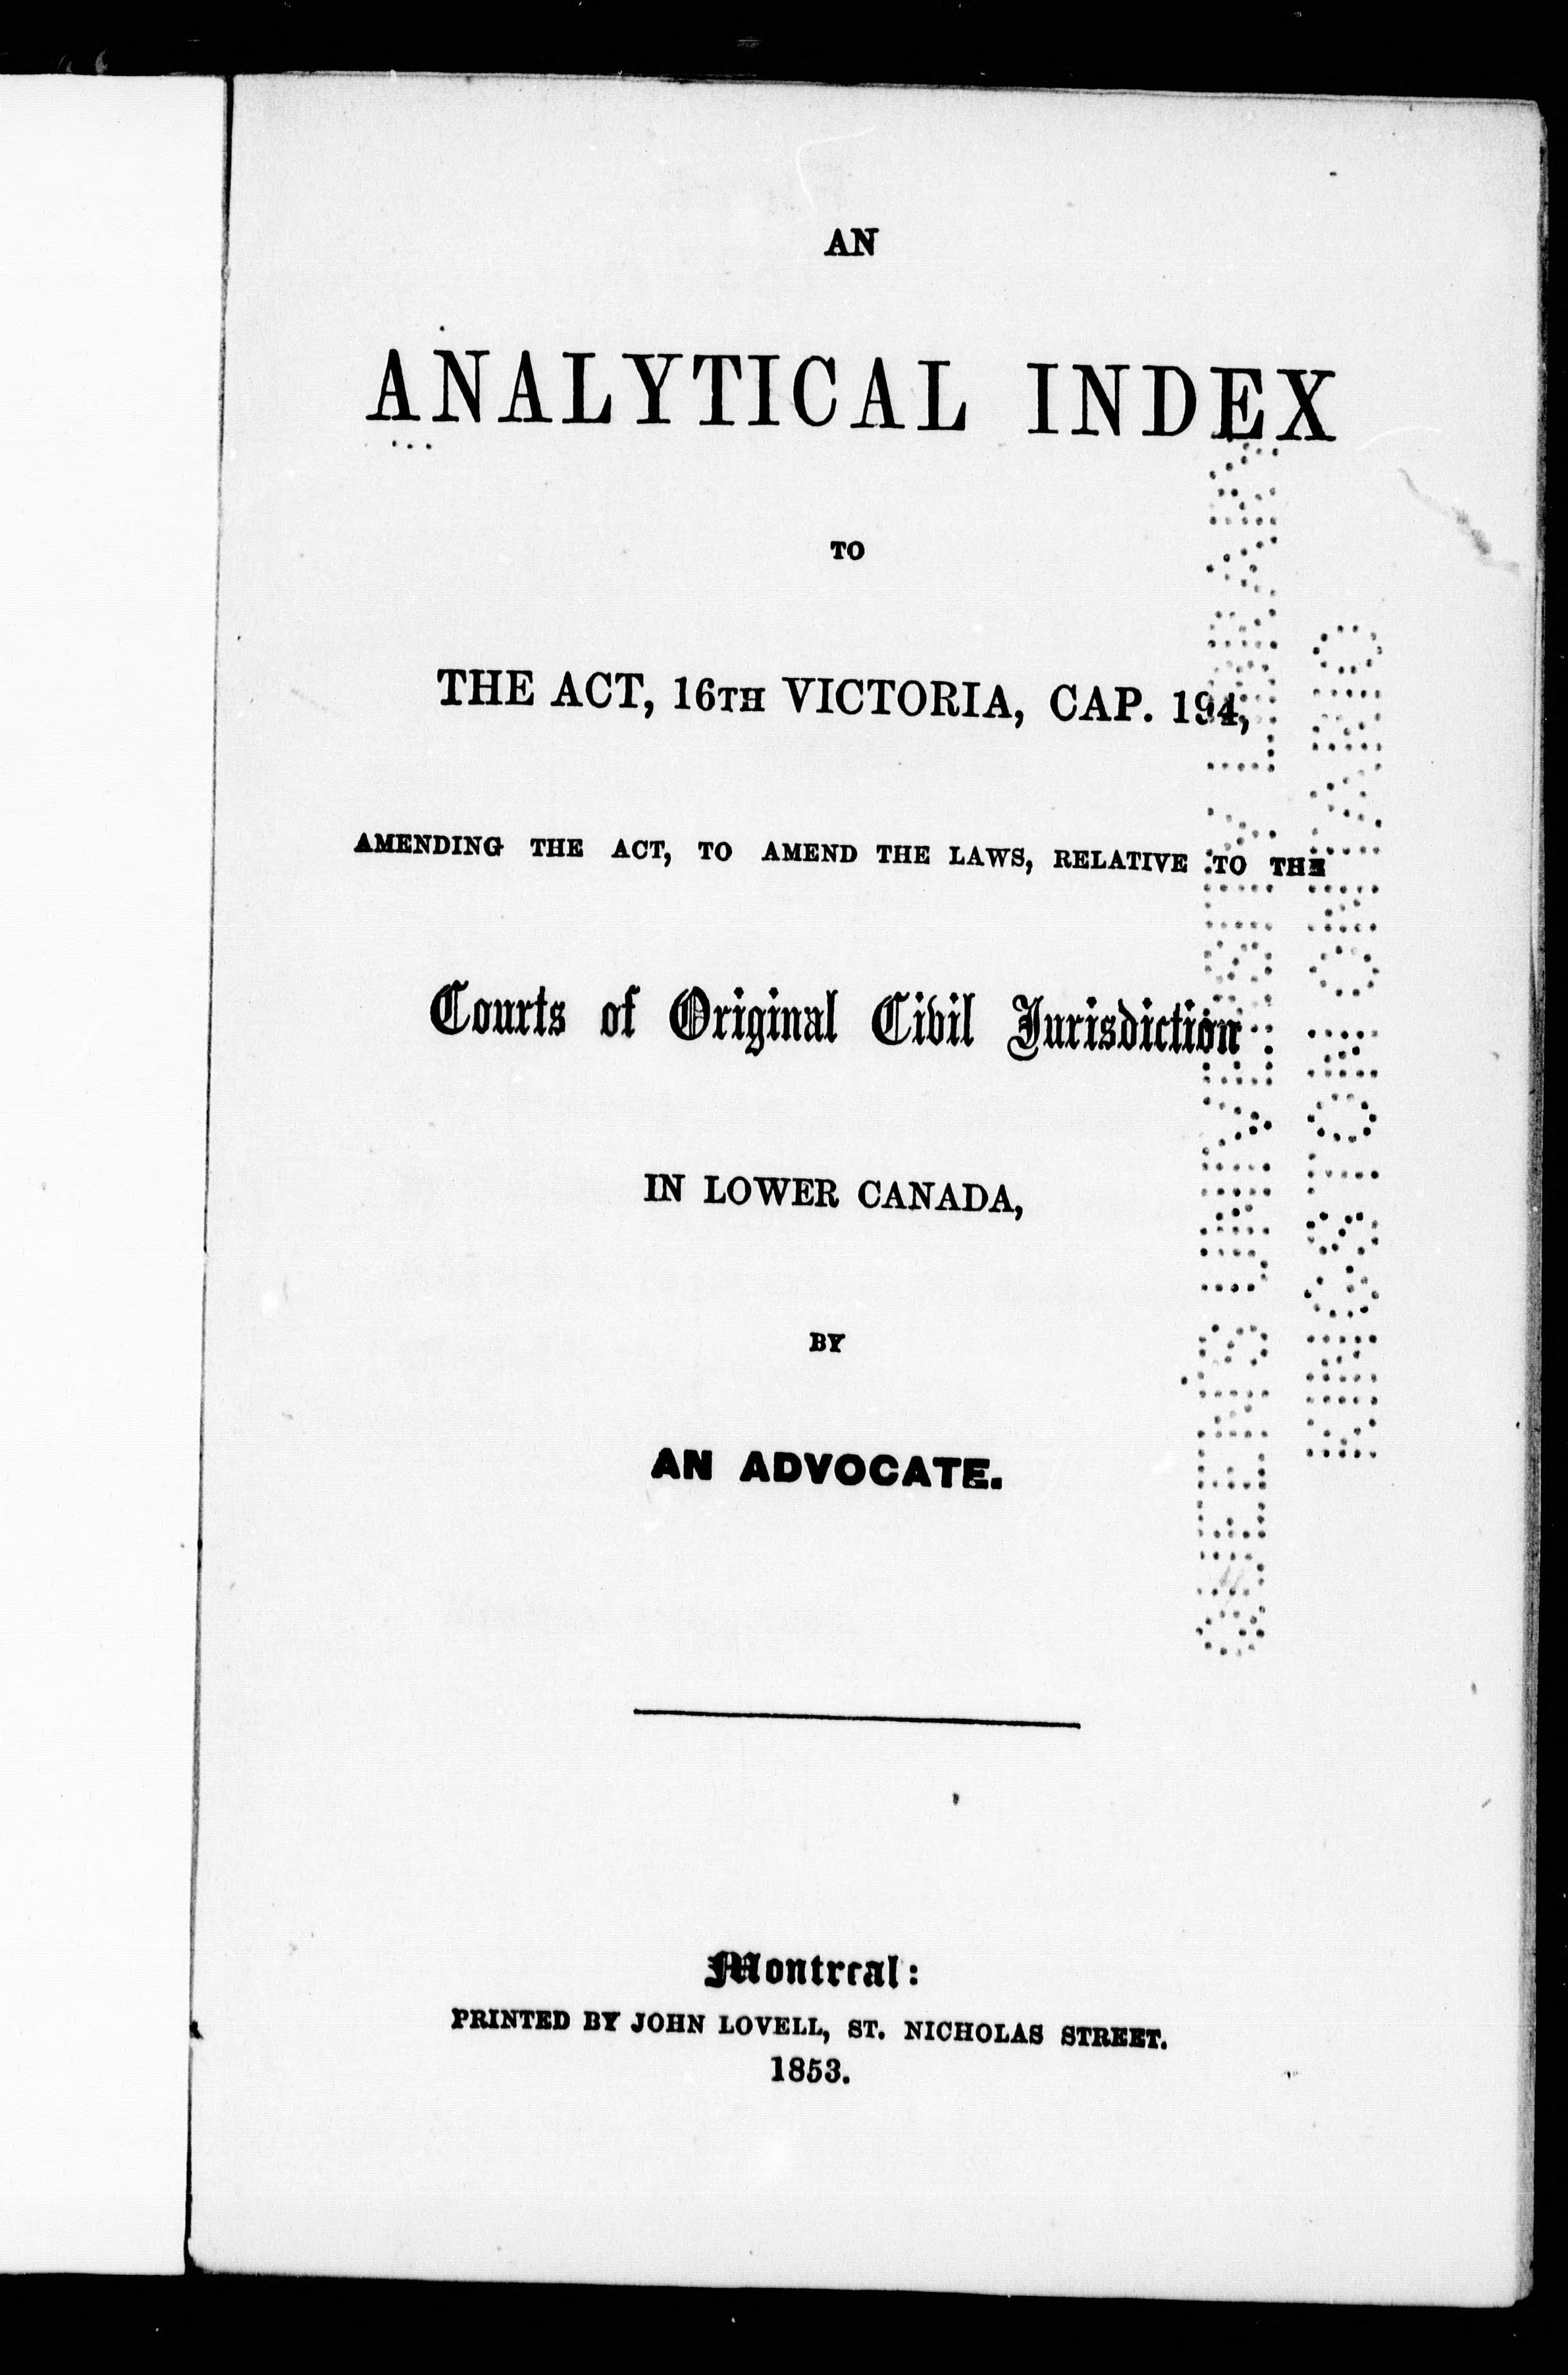 AN
ANALYTICAL INDEX
TO
THE ACT, 16TH VICTORIA, CAP. 194,
AMENDING THE ACT, TO AMEND THE LAWS, RELATIVE TO THE
Courts of Original Civil Jurisdiction
IN LOWER CANADA,
BY
AN ADVOCATE.
Montreal:
PRINTED BY JOHN LOVELL, ST. NICHOLAS STREET.
1853.